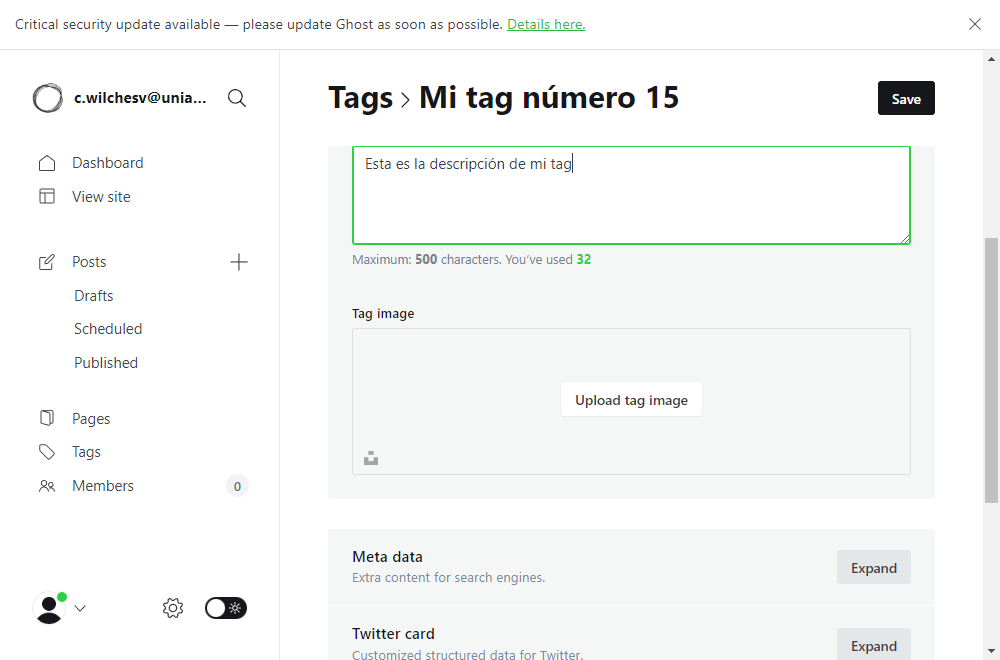 Critical security update available — please update Ghost as soon as possible. Details here.
c.wilchesv@unia...
Dashboard
View site
Posts
Drafts
Scheduled
Published
Pages
Tags
Members
0
Tags > Mi tag número 15
Save
Esta es la descripción de mi tag
Maximum: 500 characters. You've used 32
Tag image
Upload tag image
Meta data
Extra content for search engines.
Expand
Twitter card
Customized structured data for Twitter.
Expand